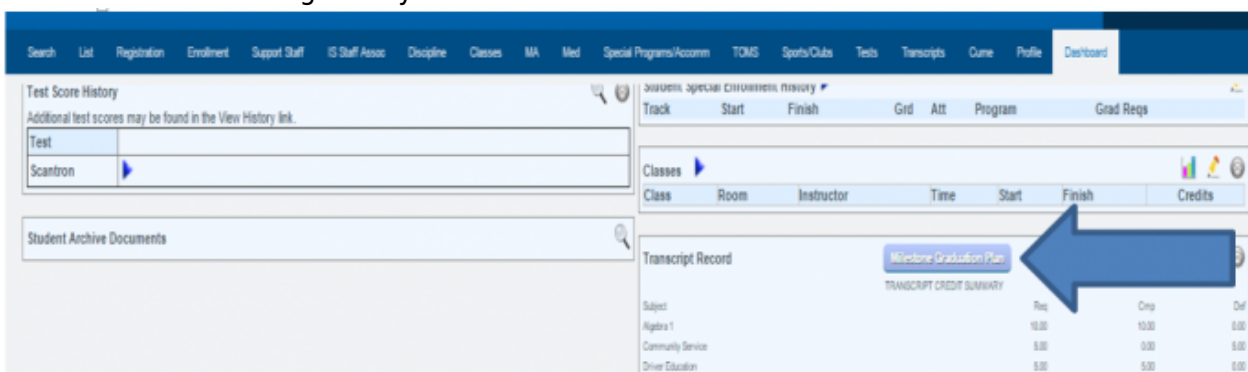 Search List Registration Enrollment Support Staff IS Staff Assoc Discipline Classes MA Med Special Programs/Accomm TOMS Sports/Clubs Tests Transcripts Cume Profile Dashboard
Test Score History
Additional test scores may be found in the View History link.
Test
Scantron
Student Archive Documents
Student Special Enrollment History
Track Start Finish Grd Att Program Grad Reqs
Classes
Class Room Instructor Time Start Finish Credits
Transcript Record Milestone Graduation Plan
TRANSCRIPT CREDIT SUMMARY
Subject Req Cmp Def
Algebra 1 10.00 10.00 0.00
Community Service 5.00 0.00 5.00
Driver Education 5.00 5.00 0.00